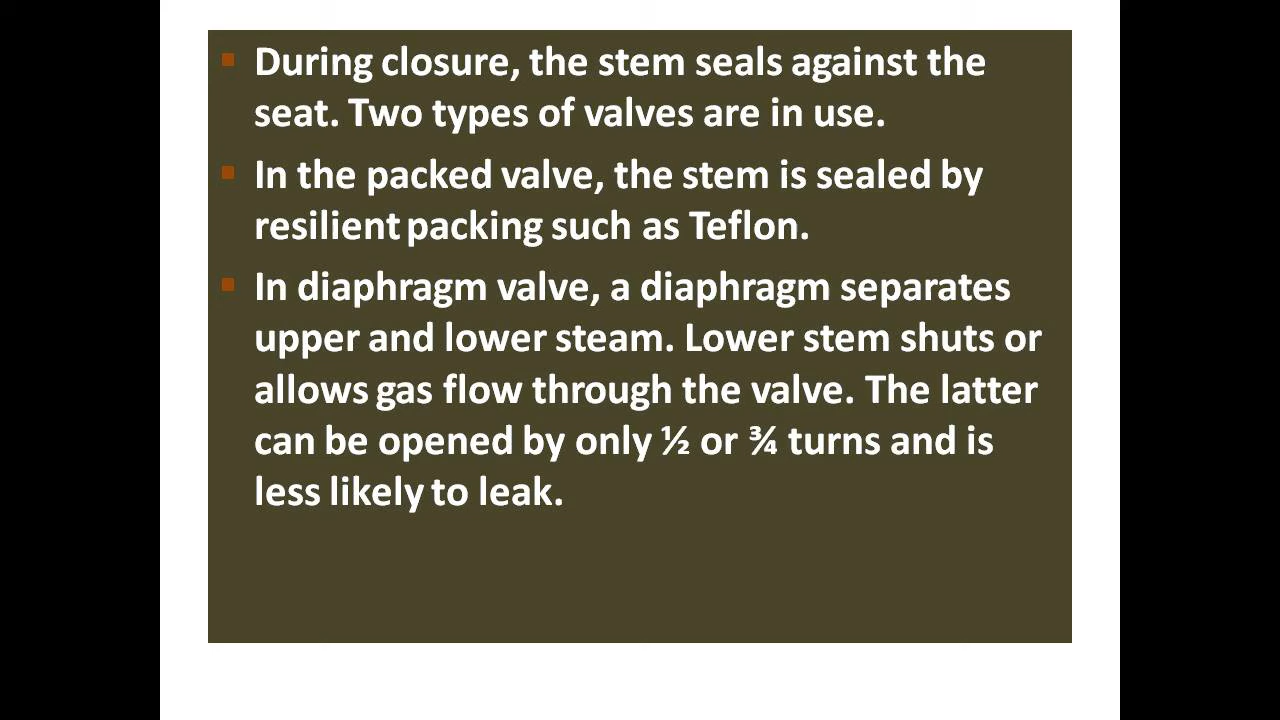 During closure, the stem seals against the
seat. Two types of valves are in use.
In the packed valve, the stem is sealed by
resilient packing such as Teflon.
In diaphragm valve, a diaphragm separates
upper and lower steam. Lower stem shuts or
allows gas flow through the valve. The latter
can be opened by only ½ or ¾ turns and is
less likely to leak.